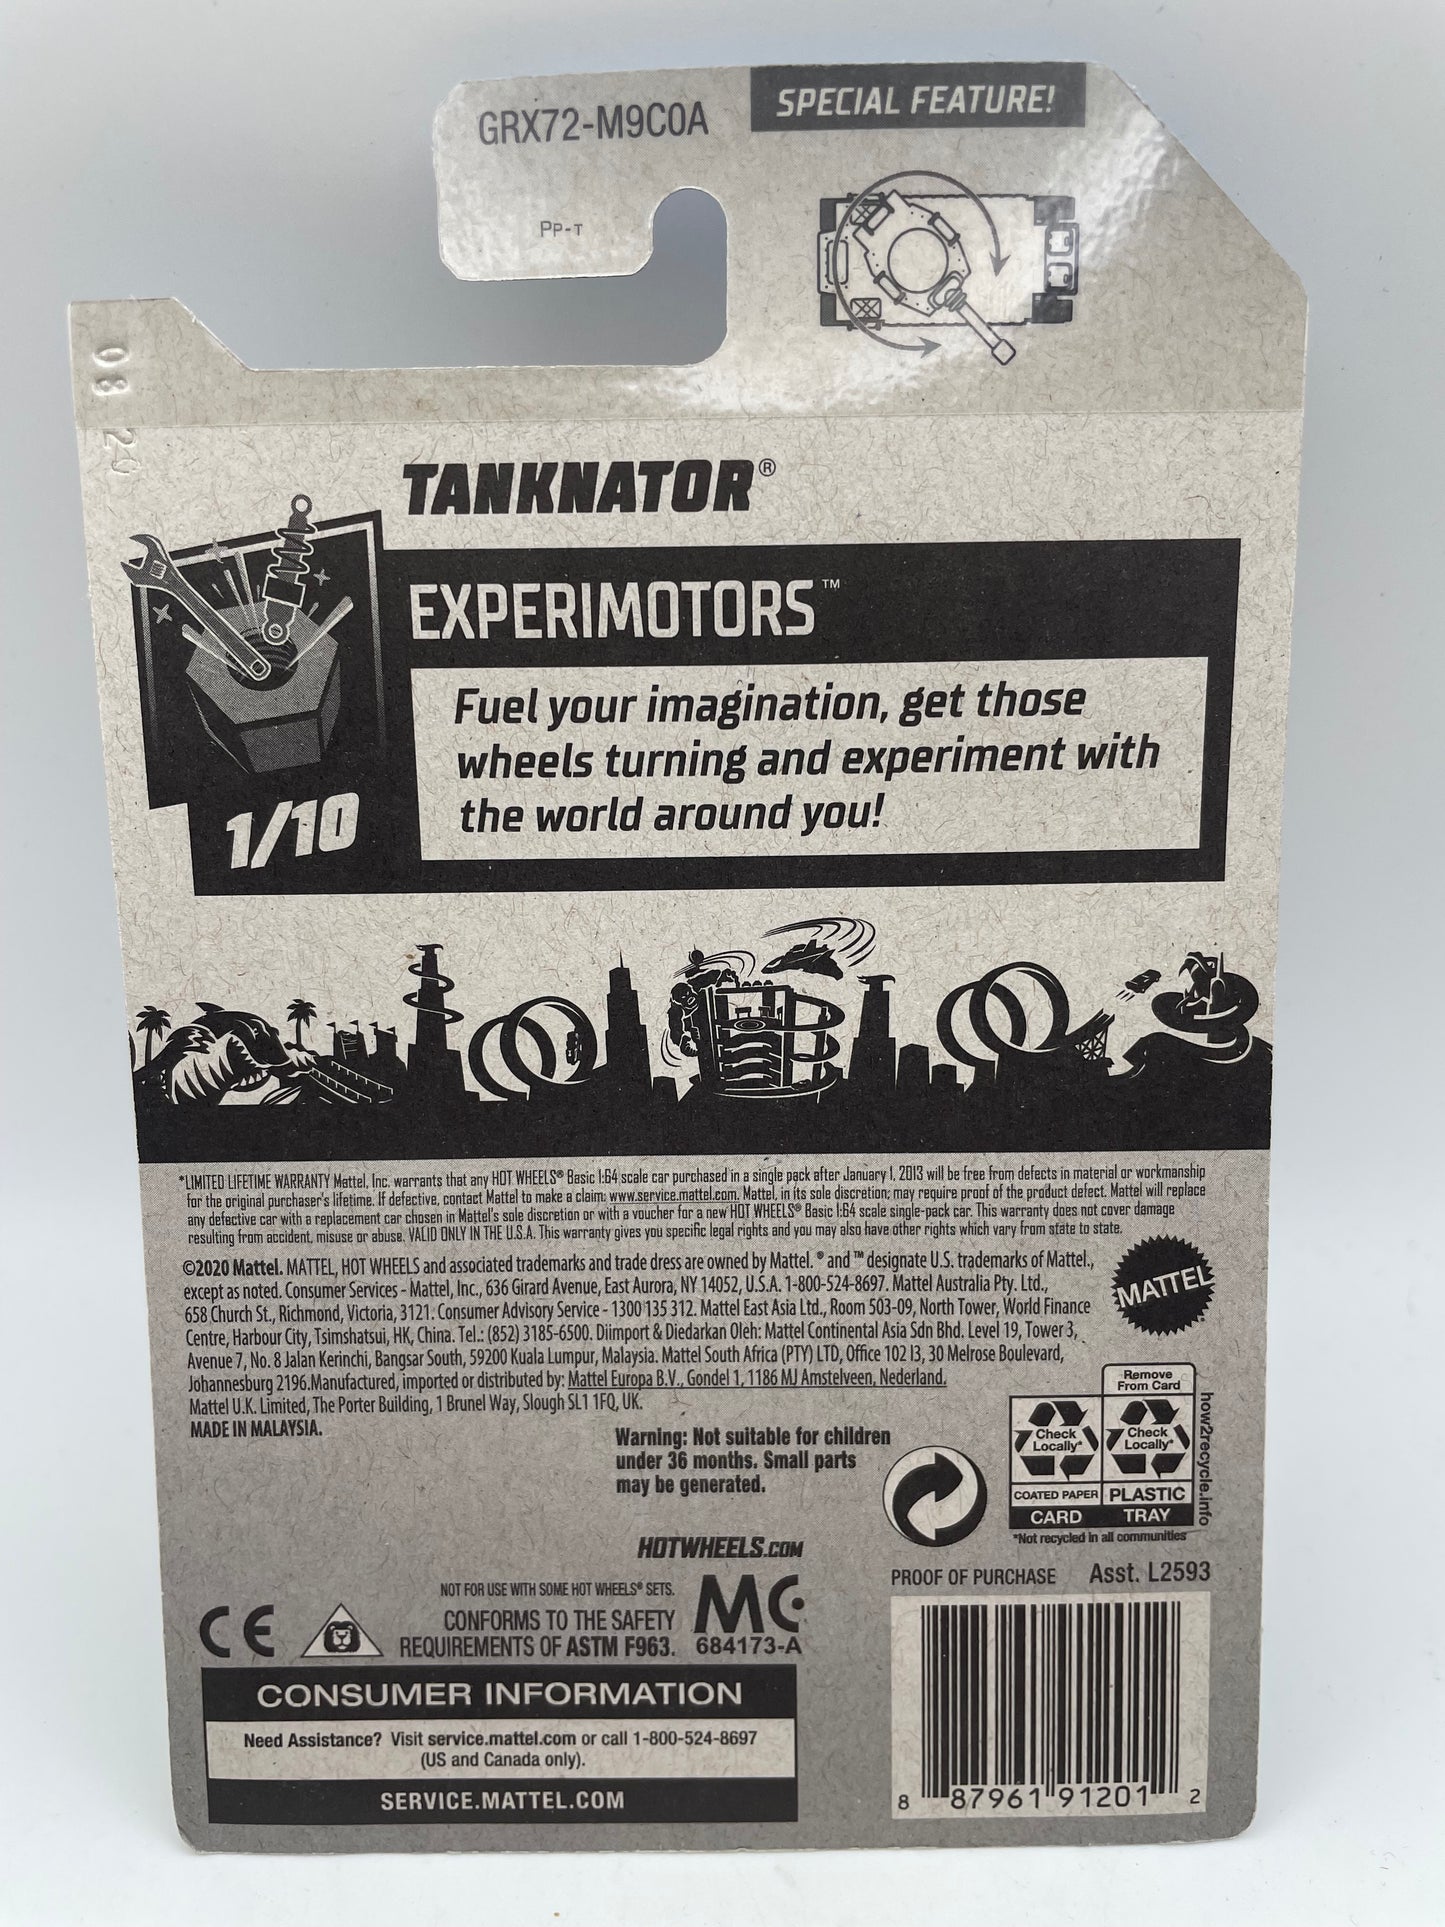 GRX72-M9C0A
SPECIAL FEATURE!
PP-T
08 20
TANKNATOR®
EXPERIMOTORS™
Fuel your imagination, get those
wheels turning and experiment with
the world around you!
1/10
*LIMITED LIFETIME WARRANTY Mattel, Inc. warrants that any HOT WHEELS® Basic 1:64 scale car purchased in a single pack after January 1, 2013 will be free from defects in material or workmanship
for the original purchaser's lifetime. If defective, contact Mattel to make a claim: www.service.mattel.com. Mattel, in its sole discretion; may require proof of the product defect. Mattel will replace
any defective car with a replacement car chosen in Mattel's sole discretion or with a voucher for a new HOT WHEELS® Basic 1:64 scale single-pack car. This warranty does not cover damage
resulting from accident, misuse or abuse. VALID ONLY IN THE U.S.A. This warranty gives you specific legal rights and you may also have other rights which vary from state to state.
©2020 Mattel. MATTEL, HOT WHEELS and associated trademarks and trade dress are owned by Mattel. ® and ™ designate U.S. trademarks of Mattel,
except as noted. Consumer Services - Mattel, Inc., 636 Girard Avenue, East Aurora, NY 14052, U.S.A. 1-800-524-8697. Mattel Australia Pty. Ltd.,
658 Church St., Richmond, Victoria, 3121. Consumer Advisory Service - 1300 135 312. Mattel East Asia Ltd., Room 503-09, North Tower, World Finance
Centre, Harbour City, Tsimshatsui, HK, China. Tel.: (852) 3185-6500. Diimport & Diedarkan Oleh: Mattel Continental Asia Sdn Bhd. Level 19, Tower 3,
Avenue 7, No. 8 Jalan Kerinchi, Bangsar South, 59200 Kuala Lumpur, Malaysia. Mattel South Africa (PTY) LTD, Office 102 I3, 30 Melrose Boulevard,
Johannesburg 2196.Manufactured, imported or distributed by: Mattel Europa B.V., Gondel 1, 1186 MJ Amstelveen, Nederland.
Mattel U.K. Limited, The Porter Building, 1 Brunel Way, Slough SL1 1FQ, UK.
MADE IN MALAYSIA.
MATTEL
Warning: Not suitable for children
under 36 months. Small parts
may be generated.
Remove
From Card
Check
Locally*
Check
Locally*
COATED PAPER
PLASTIC
CARD
TRAY
*Not recycled in all communities
how2recycle.info
HOTWHEELS.COM
NOT FOR USE WITH SOME HOT WHEELS® SETS.
CONFORMS TO THE SAFETY
REQUIREMENTS OF ASTM F963.
CE
MC
684173-A
PROOF OF PURCHASE
Asst. L2593
CONSUMER INFORMATION
Need Assistance? Visit service.mattel.com or call 1-800-524-8697
(US and Canada only).
SERVICE.MATTEL.COM
8 87961 91201 2